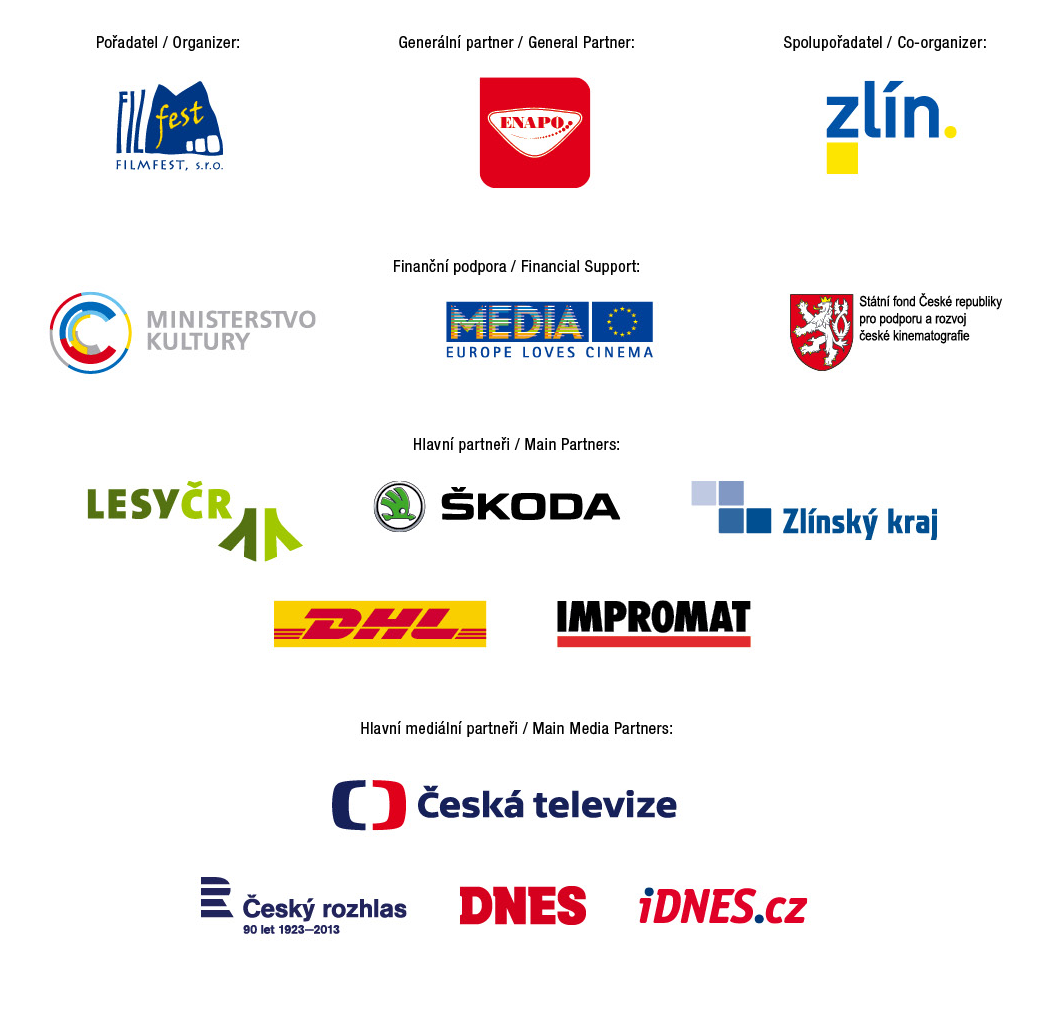 Pořadatel / Organizer:
Generální partner / General Partner:
Spolupořadatel / Co-organizer:
FILM fest
FILMFEST, s.r.o.
ENAPO
zlín.
Finanční podpora / Financial Support:
MINISTERSTVO
KULTURY
MEDIA
EUROPE LOVES CINEMA
Státní fond České republiky
pro podporu a rozvoj
české kinematografie
Hlavní partneři / Main Partners:
LESYČR
ŠKODA
Zlínský kraj
DHL
IMPROMAT
Hlavní mediální partneři / Main Media Partners:
Česká televize
Český rozhlas
90 let 1923–2013
DNES
iDNES.cz